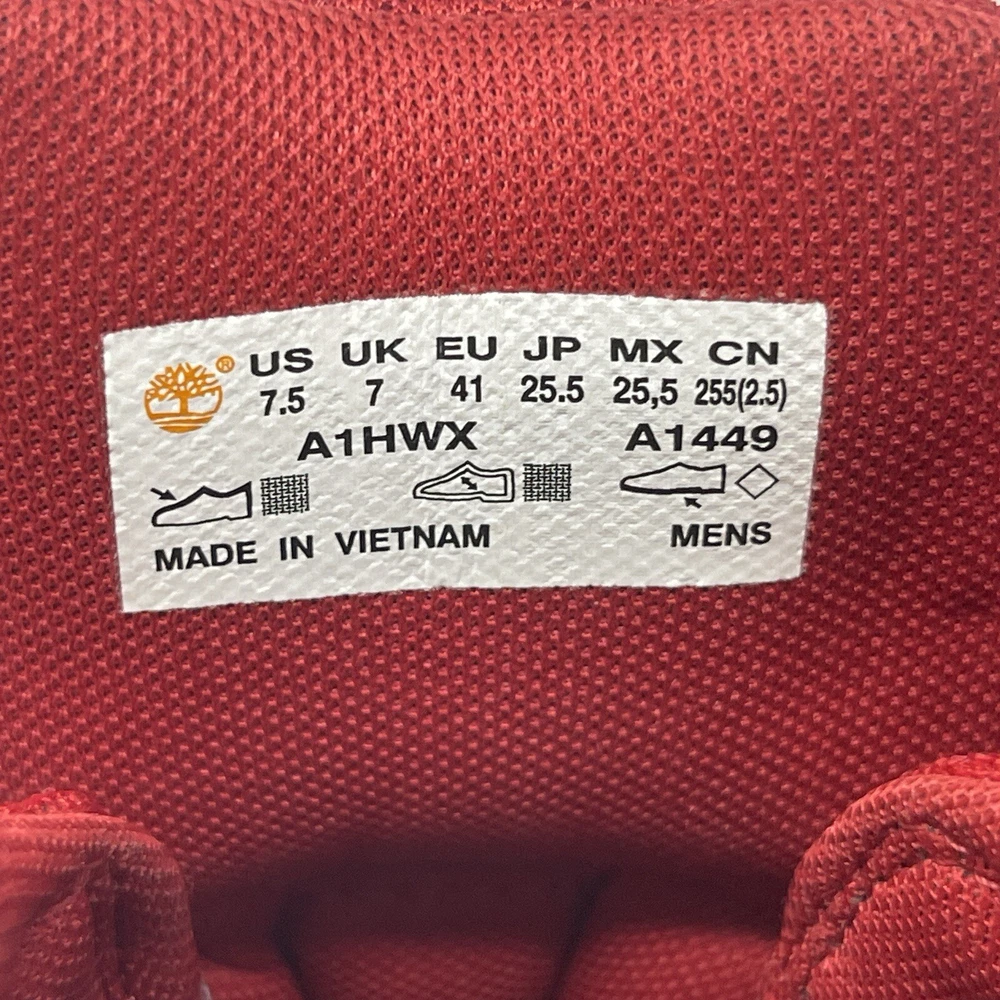 ® US UK EU JP MX CN
7.5 7 41 25.5 25,5 255(2.5)
A1HWX A1449
MADE IN VIETNAM MENS